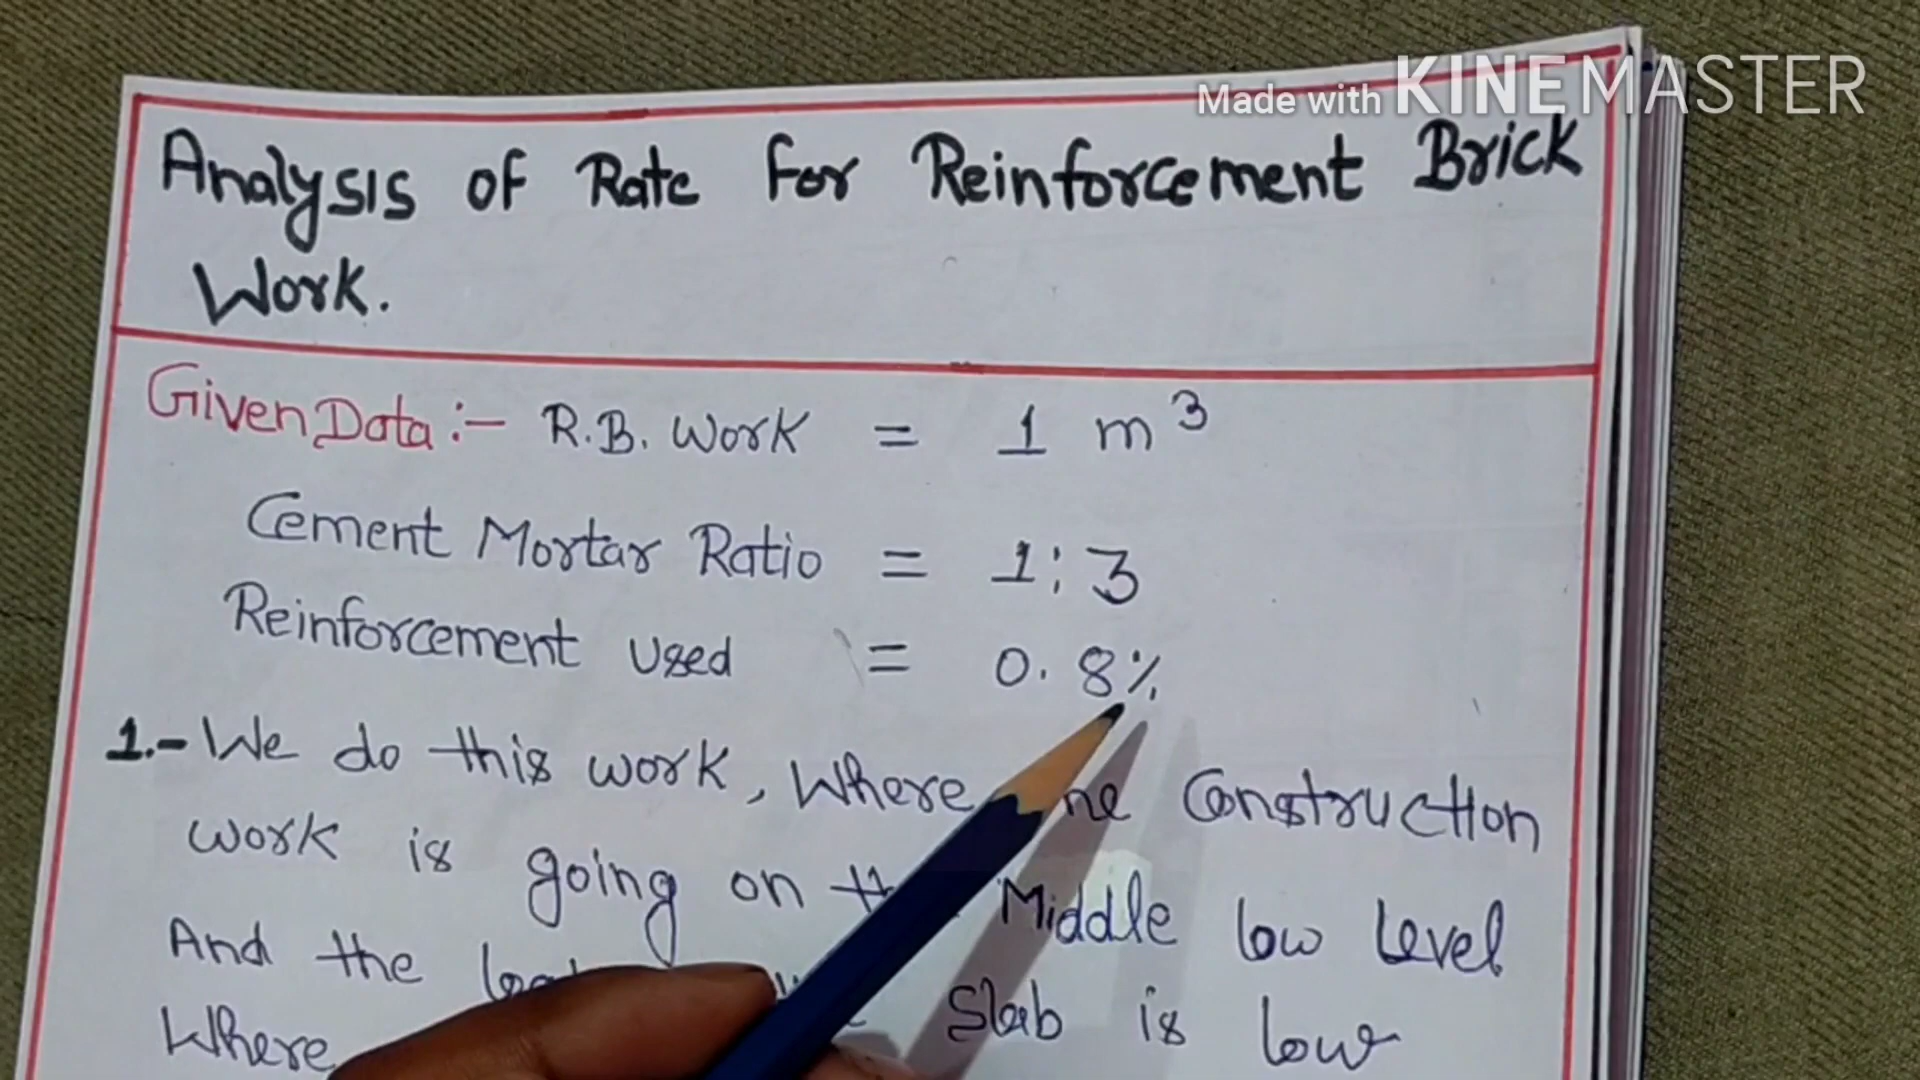 Made with KINEMASTER
Analysis of Rate for Reinforcement Brick
Work.
Given Data :- R.B. Work = 1 m³
Cement Mortar Ratio = 1:3
Reinforcement Used = 0.8%
1.- We do this work, Where Construction
work is going on Middle low Level
And the Slab is low
Where